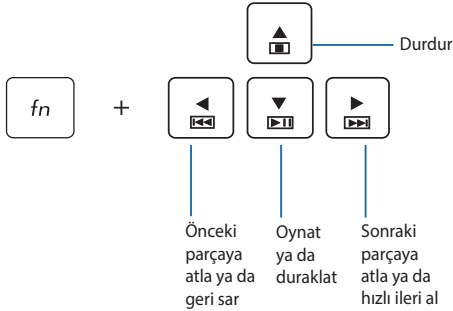 Durdur
fn +
Önceki
parçaya
atla ya da
geri sar
Oynat
ya da
duraklat
Sonraki
parçaya
atla ya da
hızlı ileri al